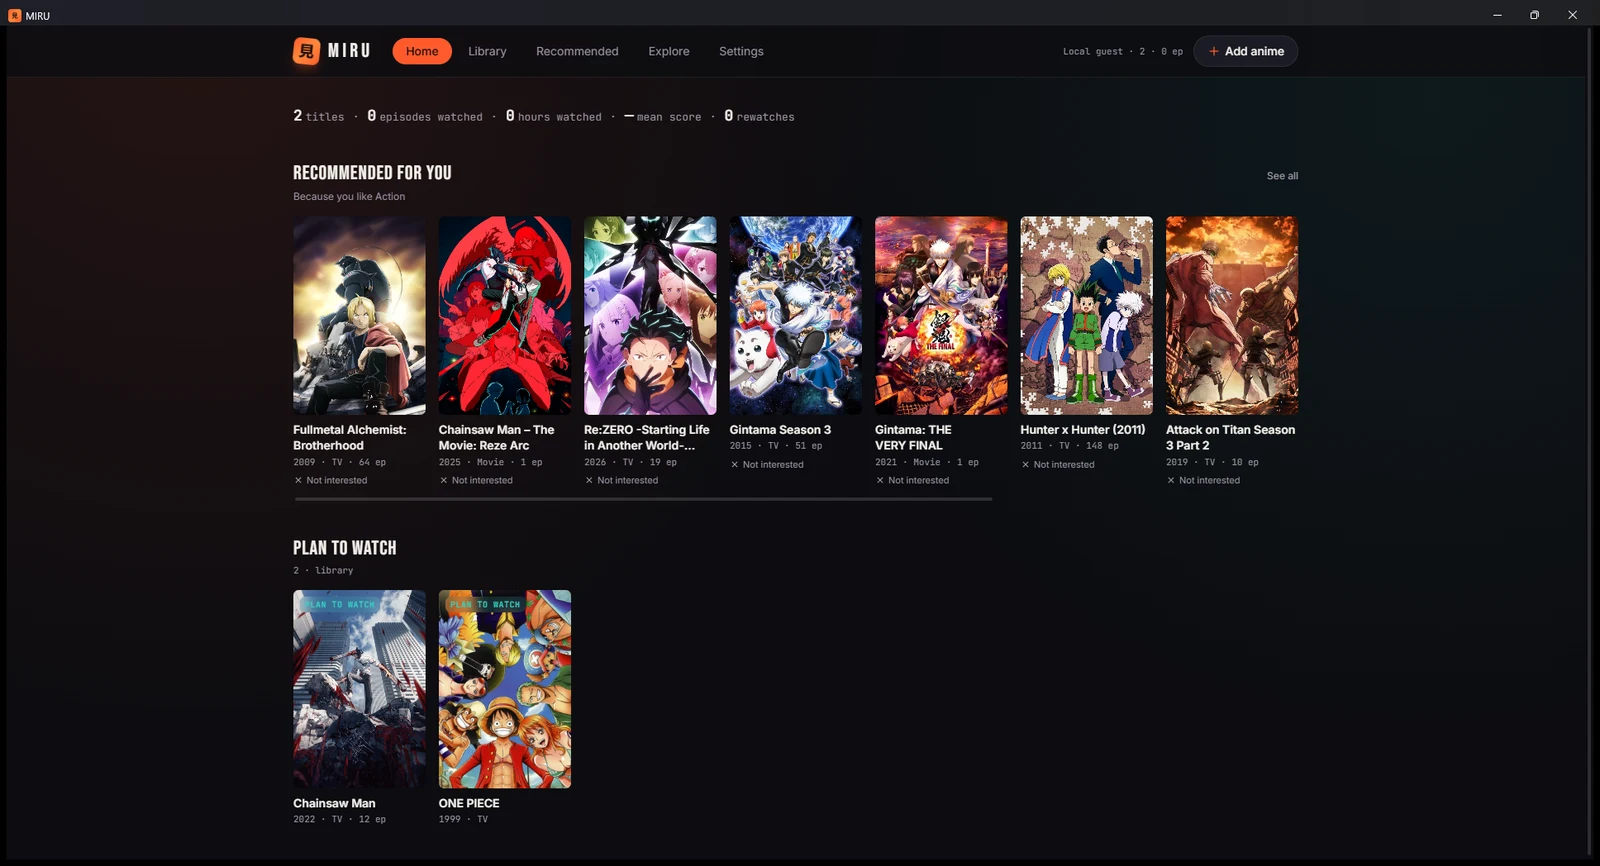 見 MIRU
見 MIRU
Home
Library
Recommended
Explore
Settings
Local guest · 2 · 0 ep
+ Add anime
2 titles · 0 episodes watched · 0 hours watched · — mean score · 0 rewatches
RECOMMENDED FOR YOU
See all
Because you like Action
THE FINAL
Fullmetal Alchemist:
Brotherhood
2009 · TV · 64 ep
× Not interested
Chainsaw Man – The
Movie: Reze Arc
2025 · Movie · 1 ep
× Not interested
Re:ZERO -Starting Life
in Another World-...
2026 · TV · 19 ep
× Not interested
Gintama Season 3
2015 · TV · 51 ep
× Not interested
Gintama: THE
VERY FINAL
2021 · Movie · 1 ep
× Not interested
Hunter x Hunter (2011)
2011 · TV · 148 ep
× Not interested
Attack on Titan Season
3 Part 2
2019 · TV · 10 ep
× Not interested
PLAN TO WATCH
2 · library
PLAN TO WATCH
Chainsaw Man
2022 · TV · 12 ep
PLAN TO WATCH
ONE PIECE
1999 · TV